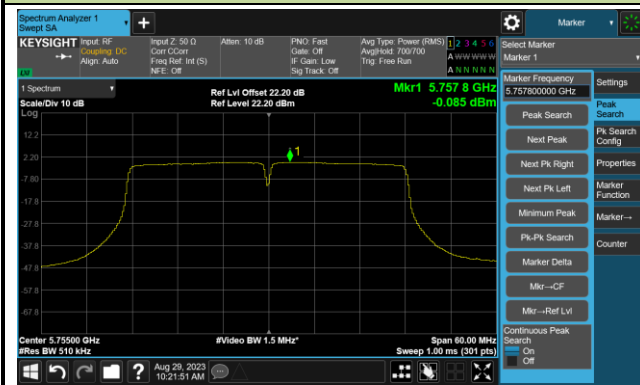 Spectrum Analyzer 1
Swept SA
+
Marker
KEYSIGHT
Input: RF
Coupling: DC
Align: Auto
Input Z: 50 Ω
Corr CCorr
Freq Ref: Int (S)
NFE: Off
Atten: 10 dB
PNO: Fast
Gate: Off
IF Gain: Low
Sig Track: Off
Avg Type: Power (RMS)
Avg|Hold: 700/700
Trig: Free Run
1 2 3 4 5 6
A W W W W W
A N N N N N
Select Marker
Marker 1
1 Spectrum
Scale/Div 10 dB
Log
Ref Lvl Offset 22.20 dB
Ref Level 22.20 dBm
Mkr1 5.757 8 GHz
-0.085 dBm
12.2
2.20
-7.80
-17.8
-27.8
-37.8
-47.8
-57.8
-67.8
1
Center 5.75500 GHz
#Res BW 510 kHz
#Video BW 1.5 MHz*
Span 60.00 MHz
Sweep 1.00 ms (301 pts)
Marker Frequency
5.757800000 GHz
Peak Search
Next Peak
Next Pk Right
Next Pk Left
Minimum Peak
Pk-Pk Search
Marker Delta
Mkr→CF
Mkr→Ref Lvl
Continuous Peak
Search
On
Off
Settings
Peak
Search
Pk Search
Config
Properties
Marker
Function
Marker→
Counter
?
Aug 29, 2023
10:21:51 AM